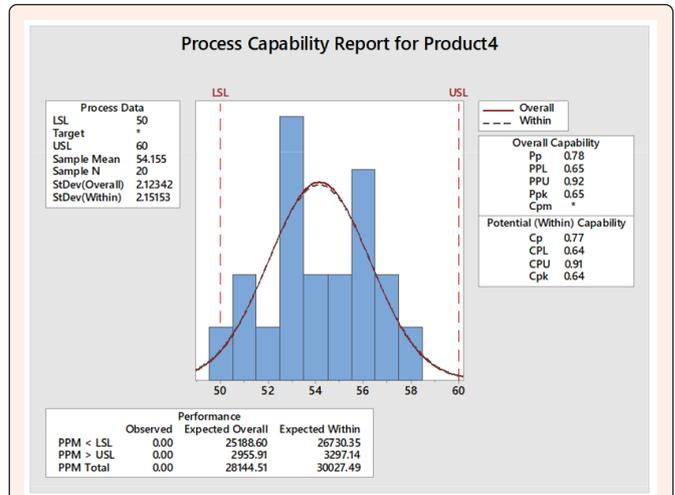 Process Capability Report for Product4
LSL USL
Process Data
LSL 50
Target *
USL 60
Sample Mean 54.155
Sample N 20
StDev(Overall) 2.12342
StDev(Within) 2.15153
Overall
Within
Overall Capability
Pp 0.78
PPL 0.65
PPU 0.92
Ppk 0.65
Cpm *
Potential (Within) Capability
Cp 0.77
CPL 0.64
CPU 0.91
Cpk 0.64
50 52 54 56 58 60
Performance
Observed Expected Overall Expected Within
PPM < LSL 0.00 25188.60 26730.35
PPM > USL 0.00 2955.91 3297.14
PPM Total 0.00 28144.51 30027.49